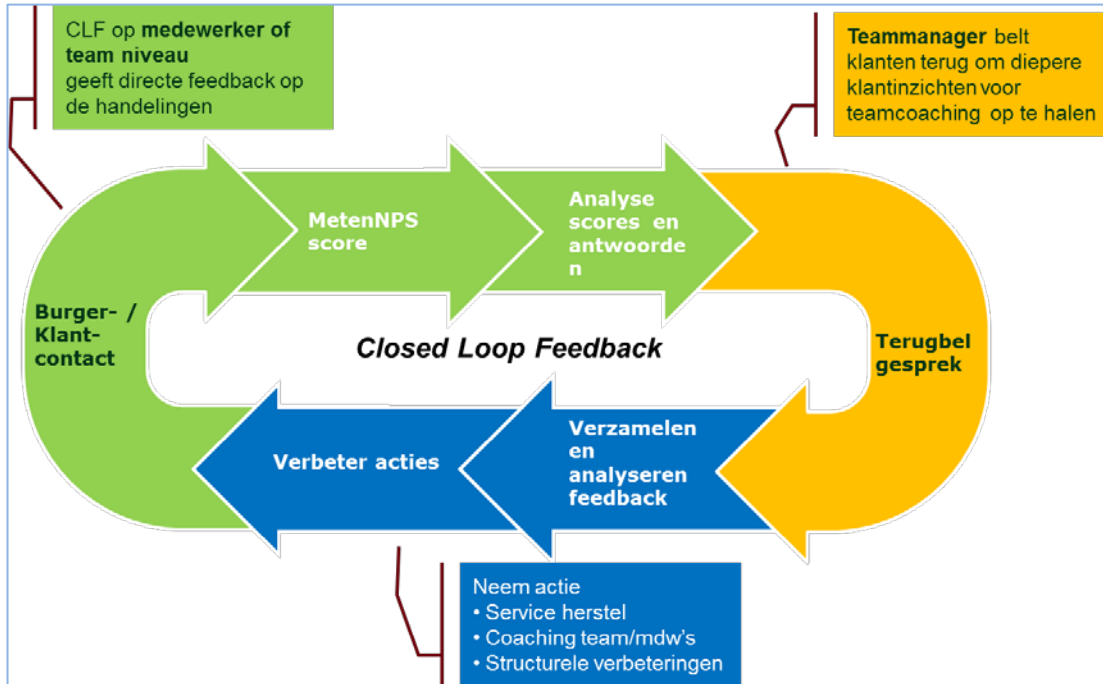 CLF op medewerker of
team niveau
geeft directe feedback op
de handelingen
Teammanager belt
klanten terug om diepere
klantinzichten voor
teamcoaching op te halen
MetenNPS
score
Analyse
scores en
antwoorde
n
Burger- /
Klant-
contact
Closed Loop Feedback
Terugbel
gesprek
Verbeter acties
Verzamelen
en
analyseren
feedback
Neem actie
• Service herstel
• Coaching team/mdw's
• Structurele verbeteringen